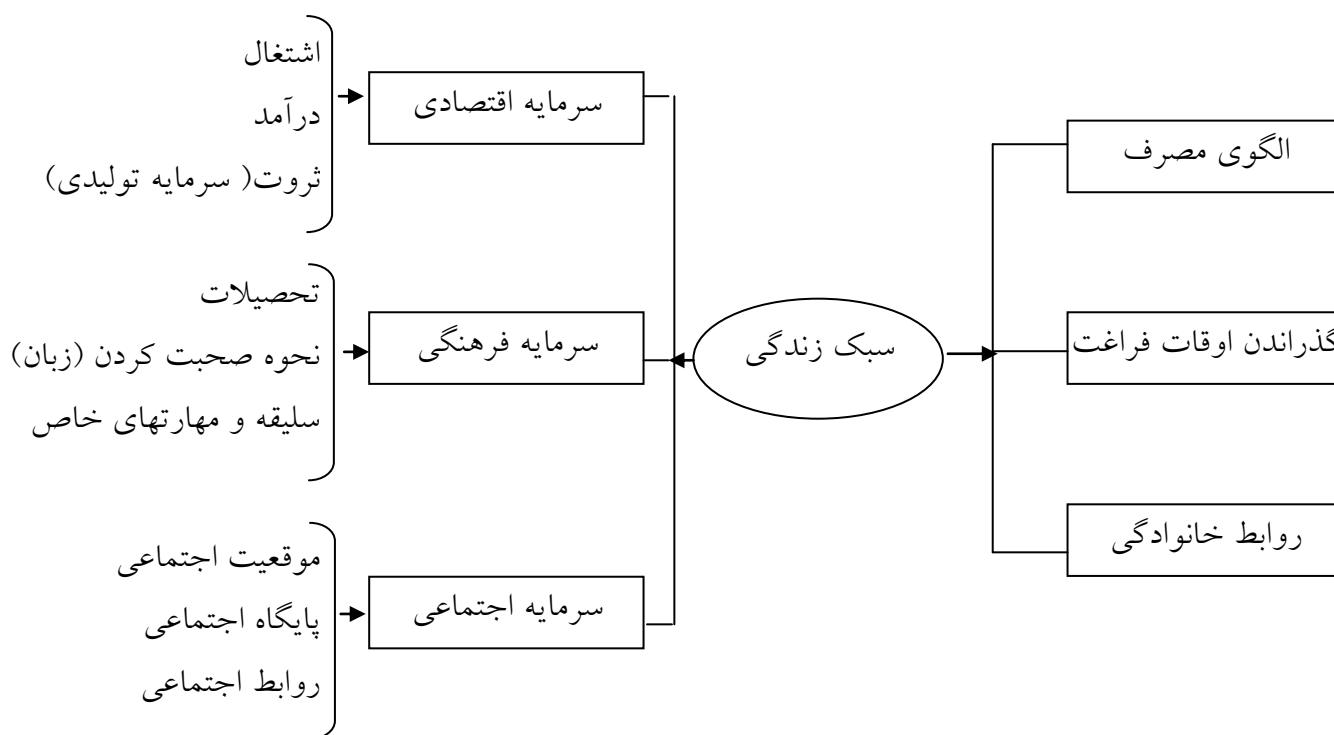 الگوی مصرف
گذراندن اوقات فراغت
روابط خانوادگی
سبک زندگی
سرمایه اقتصادی
اشتغال
درآمد
ثروت( سرمایه تولیدی)
سرمایه فرهنگی
تحصیلات
نحوه صحبت کردن (زبان)
سلیقه و مهارتهای خاص
سرمایه اجتماعی
موقعیت اجتماعی
پایگاه اجتماعی
روابط اجتماعی